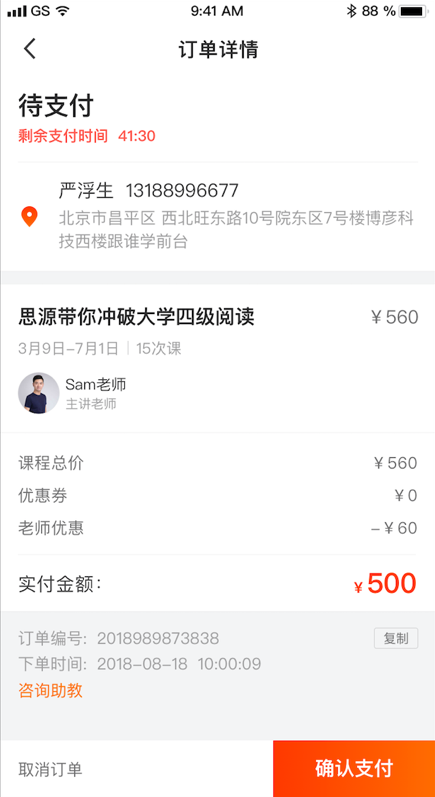 GS 9:41 AM 88 %
订单详情
待支付
剩余支付时间 41:30
严浮生 13188996677
北京市昌平区 西北旺东路10号院东区7号楼博彦科
技西楼跟谁学前台
思源带你冲破大学四级阅读 ¥560
3月9日-7月1日 | 15次课
Sam老师
主讲老师
课程总价 ¥560
优惠券 ¥0
老师优惠 -¥60
实付金额: ¥500
订单编号: 2018989873838 复制
下单时间: 2018-08-18 10:00:09
咨询助教
取消订单 确认支付